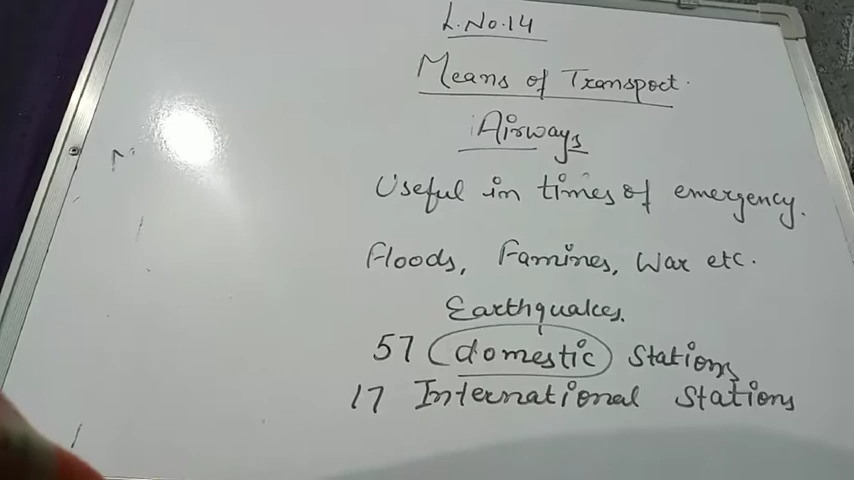 L.No.14
Means of Transport.
Airways
Useful in times of emergency.
Floods, Famines, War etc.
Earthquakes.
57 domestic Stations
17 International Stations